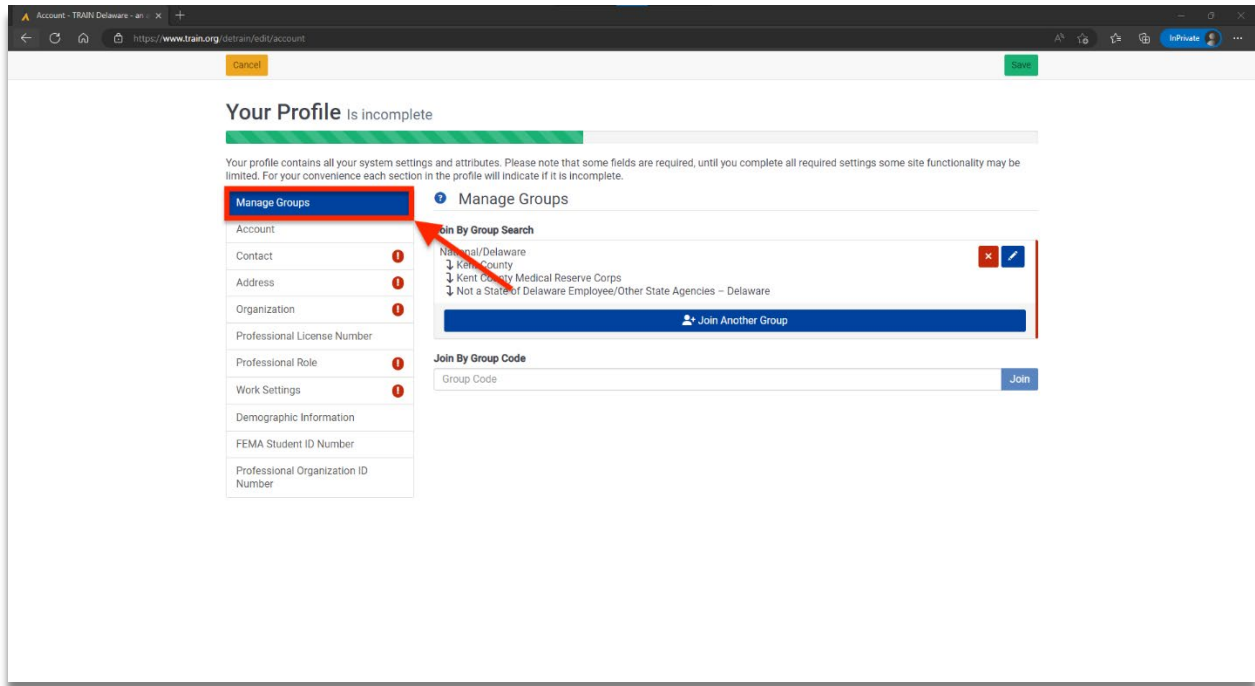 Account - TRAIN Delaware - an
https://www.train.org/detrain/edit/account
InPrivate
Cancel
Save
Your Profile Is incomplete
Your profile contains all your system settings and attributes. Please note that some fields are required, until you complete all required settings some site functionality may be
limited. For your convenience each section in the profile will indicate if it is incomplete.
Manage Groups
Account
Contact
Address
Organization
Professional License Number
Professional Role
Work Settings
Demographic Information
FEMA Student ID Number
Professional Organization ID
Number
Manage Groups
Join By Group Search
National/Delaware
Kent County
Kent County Medical Reserve Corps
Not a State of Delaware Employee/Other State Agencies – Delaware
Join Another Group
Join By Group Code
Group Code
Join